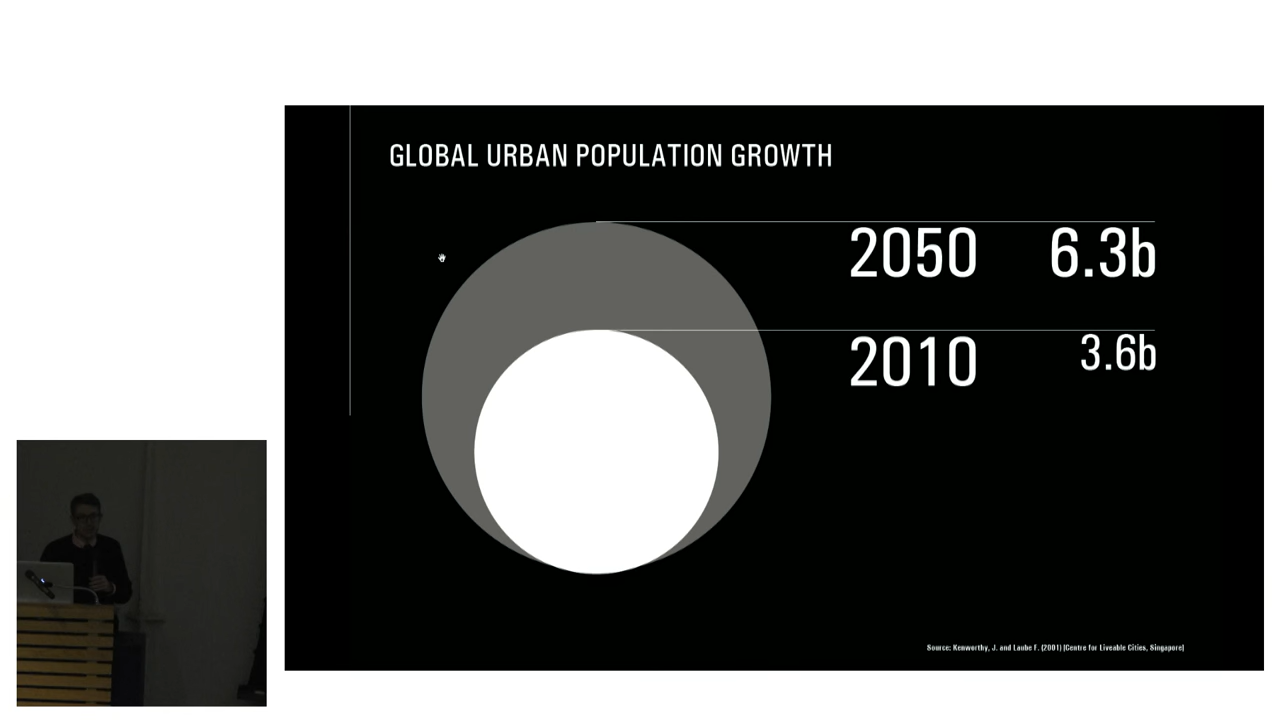 GLOBAL URBAN POPULATION GROWTH
2050 6.3b
2010 3.6b
Source: Kenworthy, J. and Laube F. (2001) [Centre for Liveable Cities, Singapore]